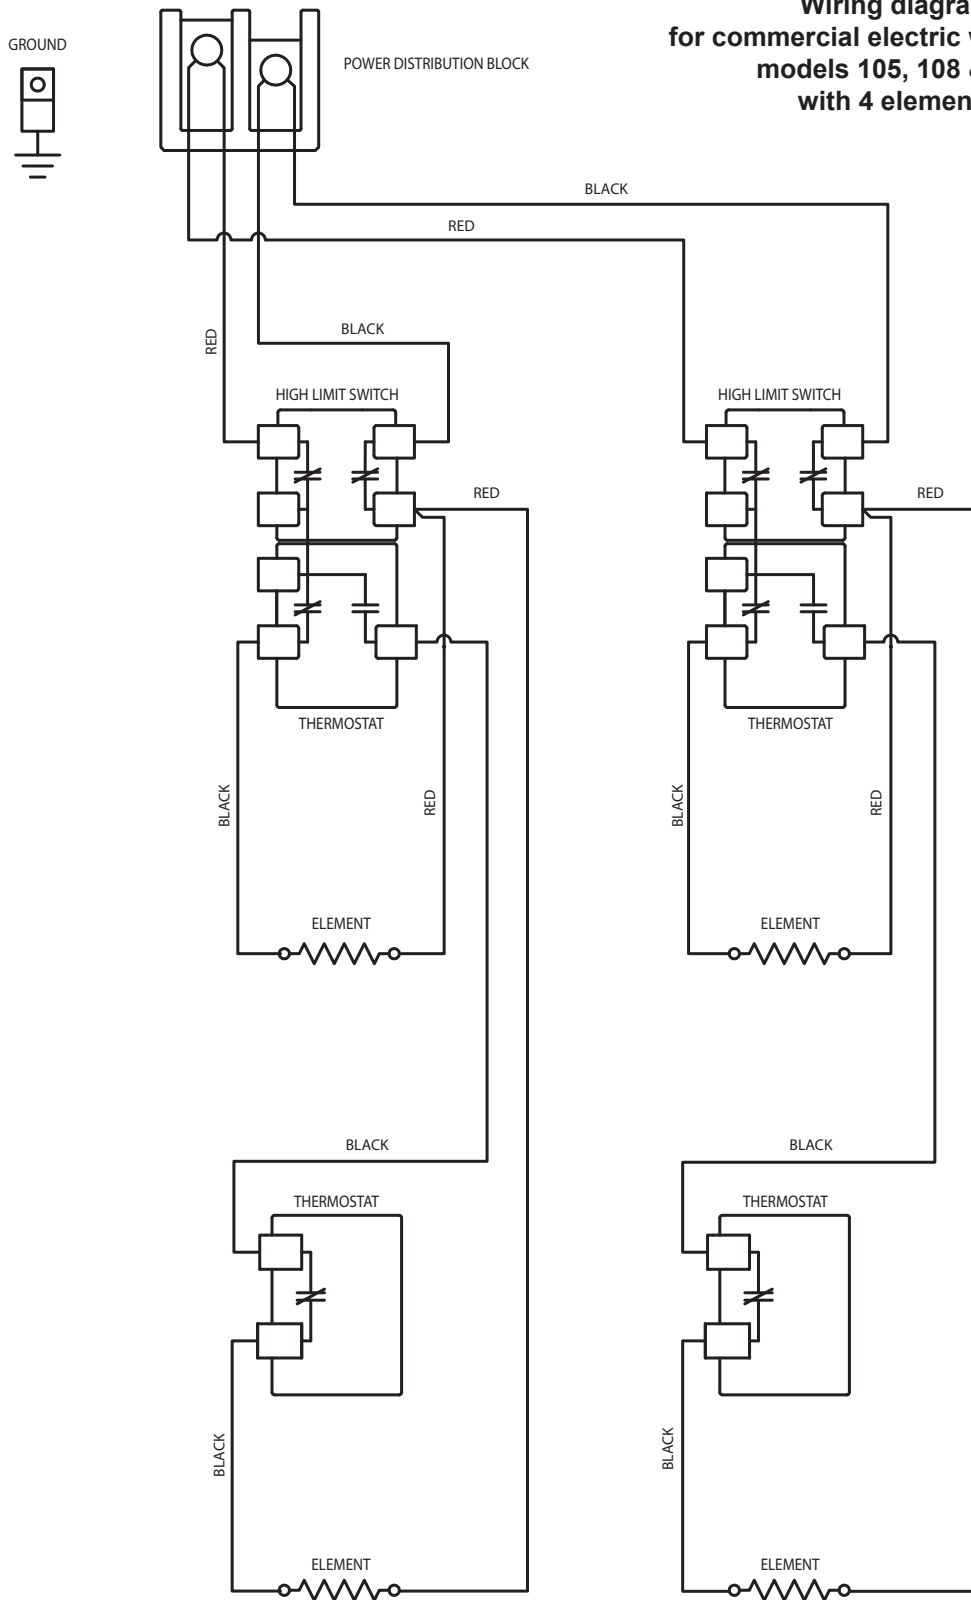 Wiring
for commercial electric
models 105, 108
with 4
GROUND
POWER DISTRIBUTION BLOCK
BLACK
RED
RED
BLACK
HIGH LIMIT SWITCH
HIGH LIMIT SWITCH
RED
RED
THERMOSTAT
THERMOSTAT
BLACK
RED
BLACK
RED
ELEMENT
ELEMENT
BLACK
BLACK
THERMOSTAT
THERMOSTAT
BLACK
BLACK
ELEMENT
ELEMENT